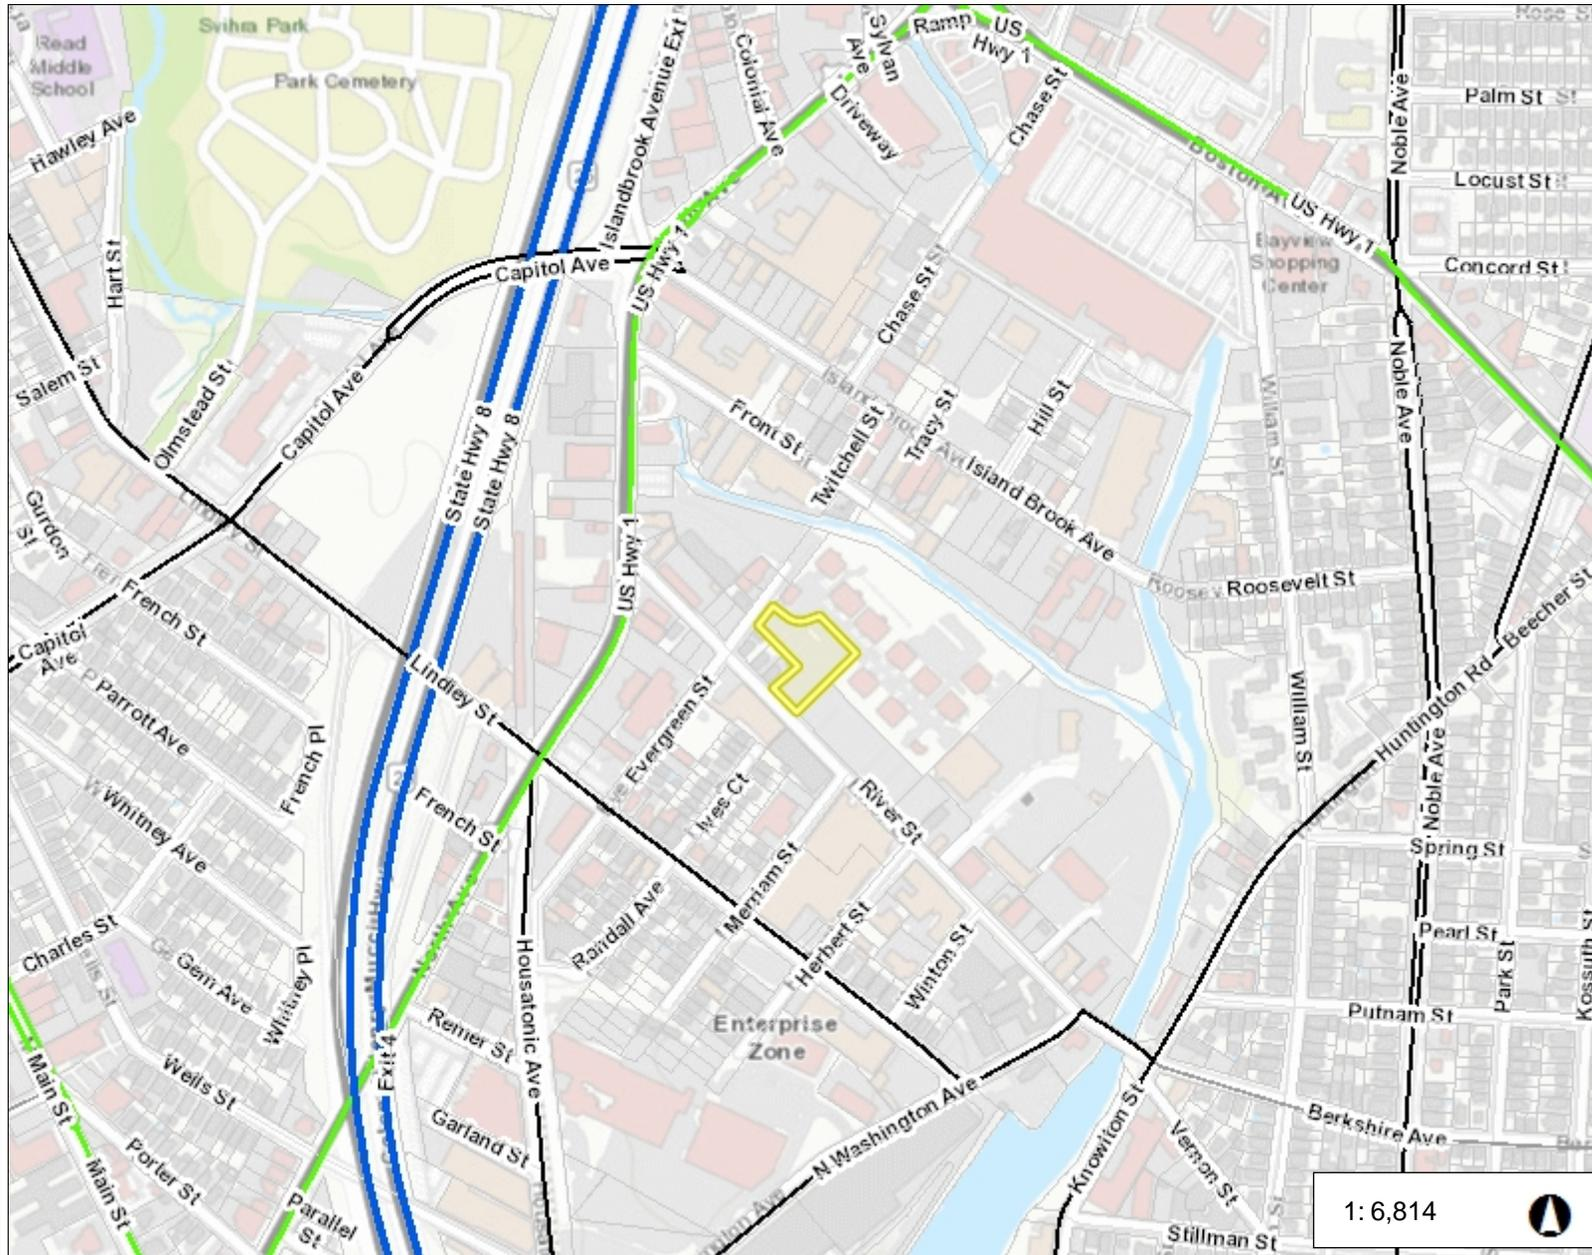 Svihra Park
Read
Middle
School
Park Cemetery
Hawley Ave
Hart St
Salem St
Olmstead St
Capitol Ave
Capitol Ave
Islandbrook Avenue Ext
Colonial Ave
Sylvan
Ave
Ramp
US
Hwy 1
Driveway
Chase St
Noble Ave
Palm St
Locust St
Concord St
US Hwy 1
Bayview
Shopping
Center
US Hwy 1
Chase St
State Hwy 8
State Hwy 8
Front St
Twitchell St
Tracy St
Hill St
Island Brook Ave
William St
Noble Ave
Roosevelt St
Beecher St
US Hwy 1
Gurdon
St
French St
Capitol
Ave
Parrott Ave
Whitney Ave
French Pl
Lindley St
Evergreen St
Ives Ct
River St
William St
Huntington Rd
Noble Ave
Spring St
French St
Merriam St
Randall Ave
Herbert St
Winton St
Pearl St
Park St
Kossuth St
Charles St
Gem Ave
Whitney Pl
Housatonic Ave
Remer St
Enterprise
Zone
Putnam St
Exit 4
Main St
Wells St
Garland St
N Washington Ave
Knowlton St
Vernon St
Berkshire Ave
Porter St
Main St
Parallel
St
Stillman St
1: 6,814